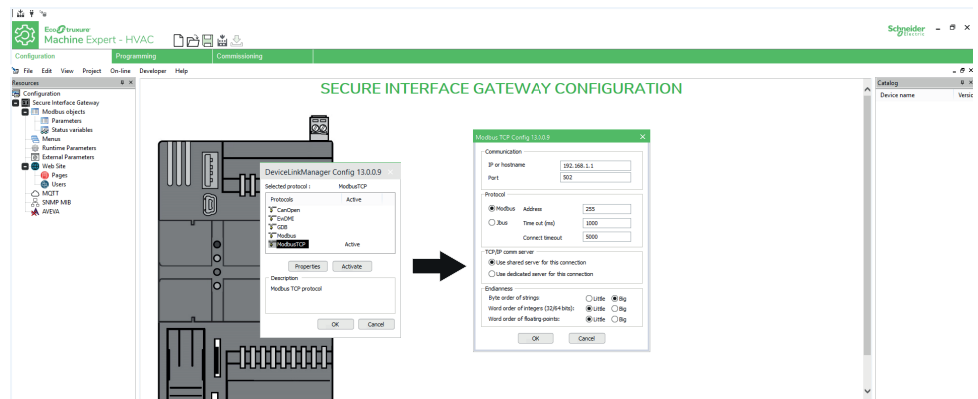 EcoStruxure
Machine Expert - HVAC
Schneider
Electric
Configuration Programming Commissioning
File Edit View Project On-line Developer Help
Resources
Configuration
Secure Interface Gateway
Modbus objects
Parameters
Status variables
Menus
Runtime Parameters
External Parameters
Web Site
Pages
Users
MQTT
SNMP MIB
AVEVA
SECURE INTERFACE GATEWAY CONFIGURATION
DeviceLinkManager Config 13.0.0.9
Selected protocol : ModbusTCP
Protocols Active
CanOpen
EwDMI
GDB
Modbus
ModbusTCP Active
Properties Activate
Description
Modbus TCP protocol
OK Cancel
Modbus TCP Config 13.0.0.9
Communication
IP or hostname 192.168.1.1
Port 502
Protocol
Modbus Address 255
Jbus Time out (ms) 1000
Connect timeout 5000
TCP/IP comm server
Use shared server for this connection
Use dedicated server for this connection
Endianness
Byte order of strings Little Big
Word order of integers (32/64 bits): Little Big
Word order of floating-points: Little Big
OK Cancel
Catalog
Device name Versic